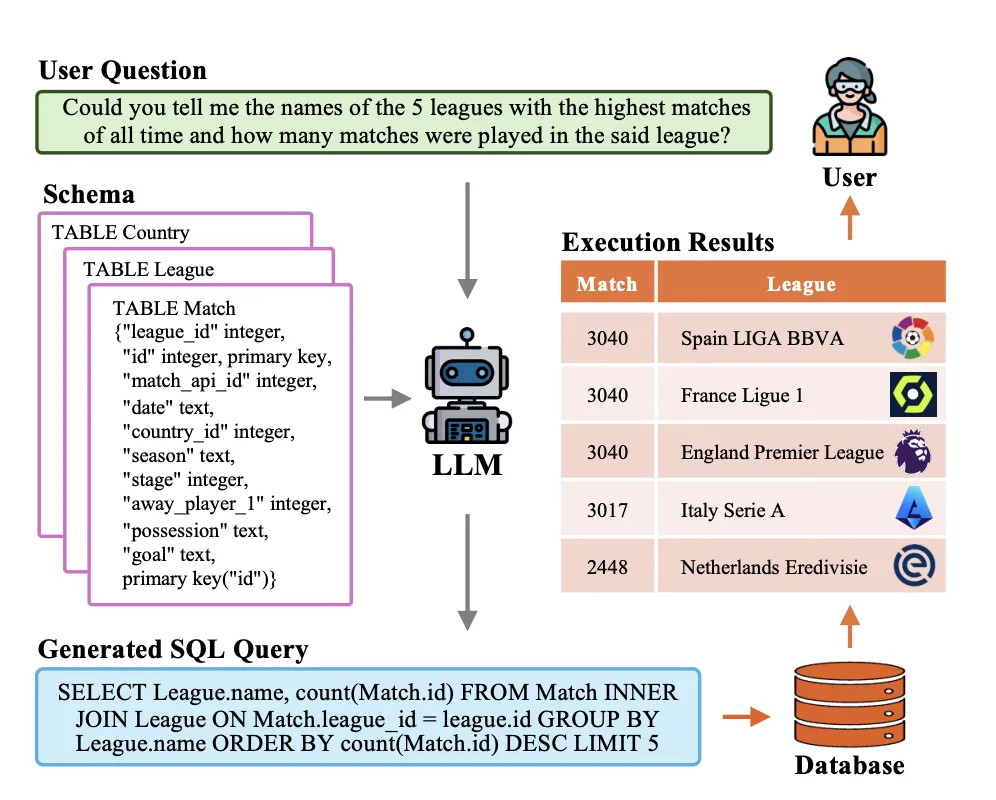 User Question
Could you tell me the names of the 5 leagues with the highest matches
of all time and how many matches were played in the said league?
User
Schema
TABLE Country
TABLE League
TABLE Match
{"league_id" integer,
"id" integer, primary key,
"match_api_id" integer,
"date" text,
"country_id" integer,
"season" text,
"stage" integer,
"away_player_1" integer,
"possession" text,
"goal" text,
primary key("id")}
LLM
Execution Results
Match League
3040 Spain LIGA BBVA
3040 France Ligue 1
3040 England Premier League
3017 Italy Serie A
2448 Netherlands Eredivisie
Generated SQL Query
SELECT League.name, count(Match.id) FROM Match INNER
JOIN League ON Match.league_id = league.id GROUP BY
League.name ORDER BY count(Match.id) DESC LIMIT 5
Database